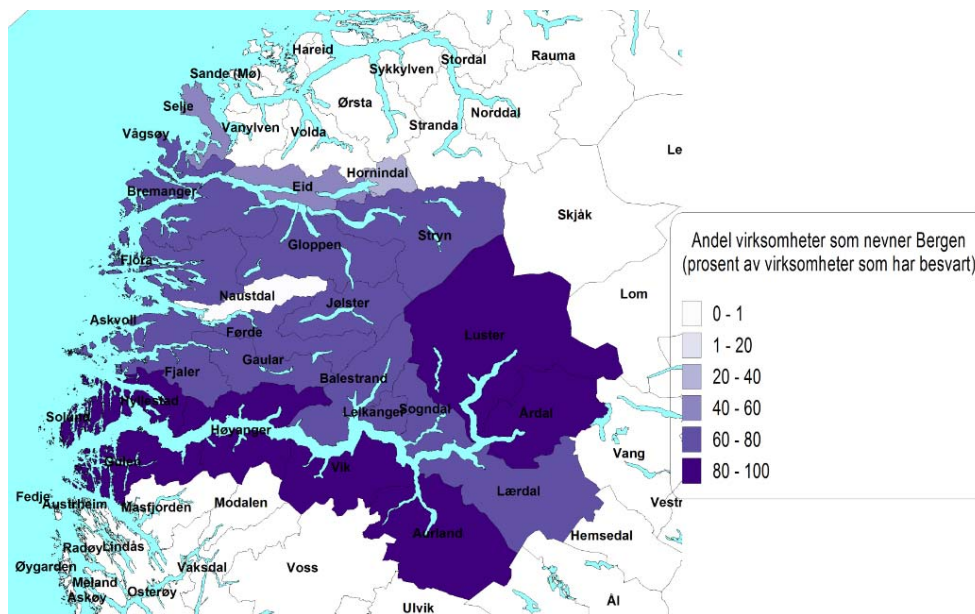 Hareid
Stordal
Rauma
Sykkylven
Sande (Mø)
Selje
Ørsta
Norddal
Vanylven
Volda
Stranda
Vågsøy
Le
Hornindal
Eid
Bremanger
Skjåk
Stryn
Gloppen
Flora
Naustdal
Jølster
Lom
Askvoll
Førde
Luster
Gaular
Fjaler
Balestrand
Hyllestad
Leikanger
Sogndal
Solund
Årdal
Høyanger
Gulen
Vik
Vang
Lærdal
Fedje
Austrheim
Modalen
Masfjorden
Vestr
Aurland
Hemsedal
Radøy
Lindås
Øygarden
Vaksdal
Voss
Meland
Askøy
Osterøy
Ål
Ulvik
Andel virksomheter som nevner Bergen
(prosent av virksomheter som har besvart)
0 - 1
1 - 20
20 - 40
40 - 60
60 - 80
80 - 100